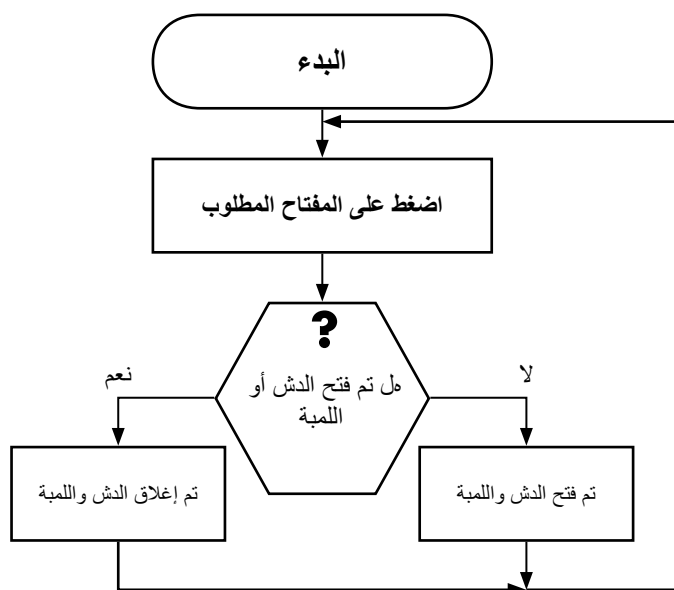 البدء
اضغط على المفتاح المطلوب
?
هل تم فتح الدش أو
اللمبة
لا
نعم
تم فتح الدش واللمبة
تم إغلاق الدش واللمبة